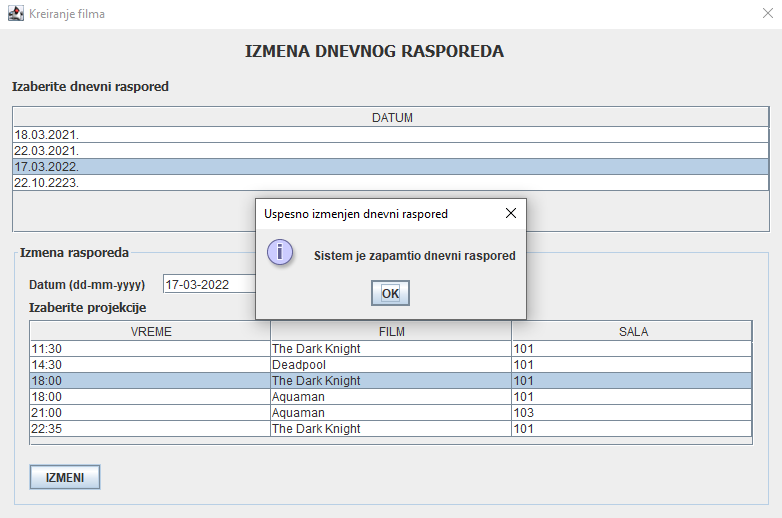 Kreiranje filma
IZMENA DNEVNOG RASPOREDA
Izaberite dnevni raspored
DATUM
18.03.2021.
22.03.2021.
17.03.2022.
22.10.2223.
Uspesno izmenjen dnevni raspored
Sistem je zapamtio dnevni raspored
OK
Izmena rasporeda
Datum (dd-mm-yyyy) 17-03-2022
Izaberite projekcije
VREME FILM SALA
11:30 The Dark Knight 101
14:30 Deadpool 101
18:00 The Dark Knight 101
18:00 Aquaman 101
21:00 Aquaman 103
22:35 The Dark Knight 101
IZMENI